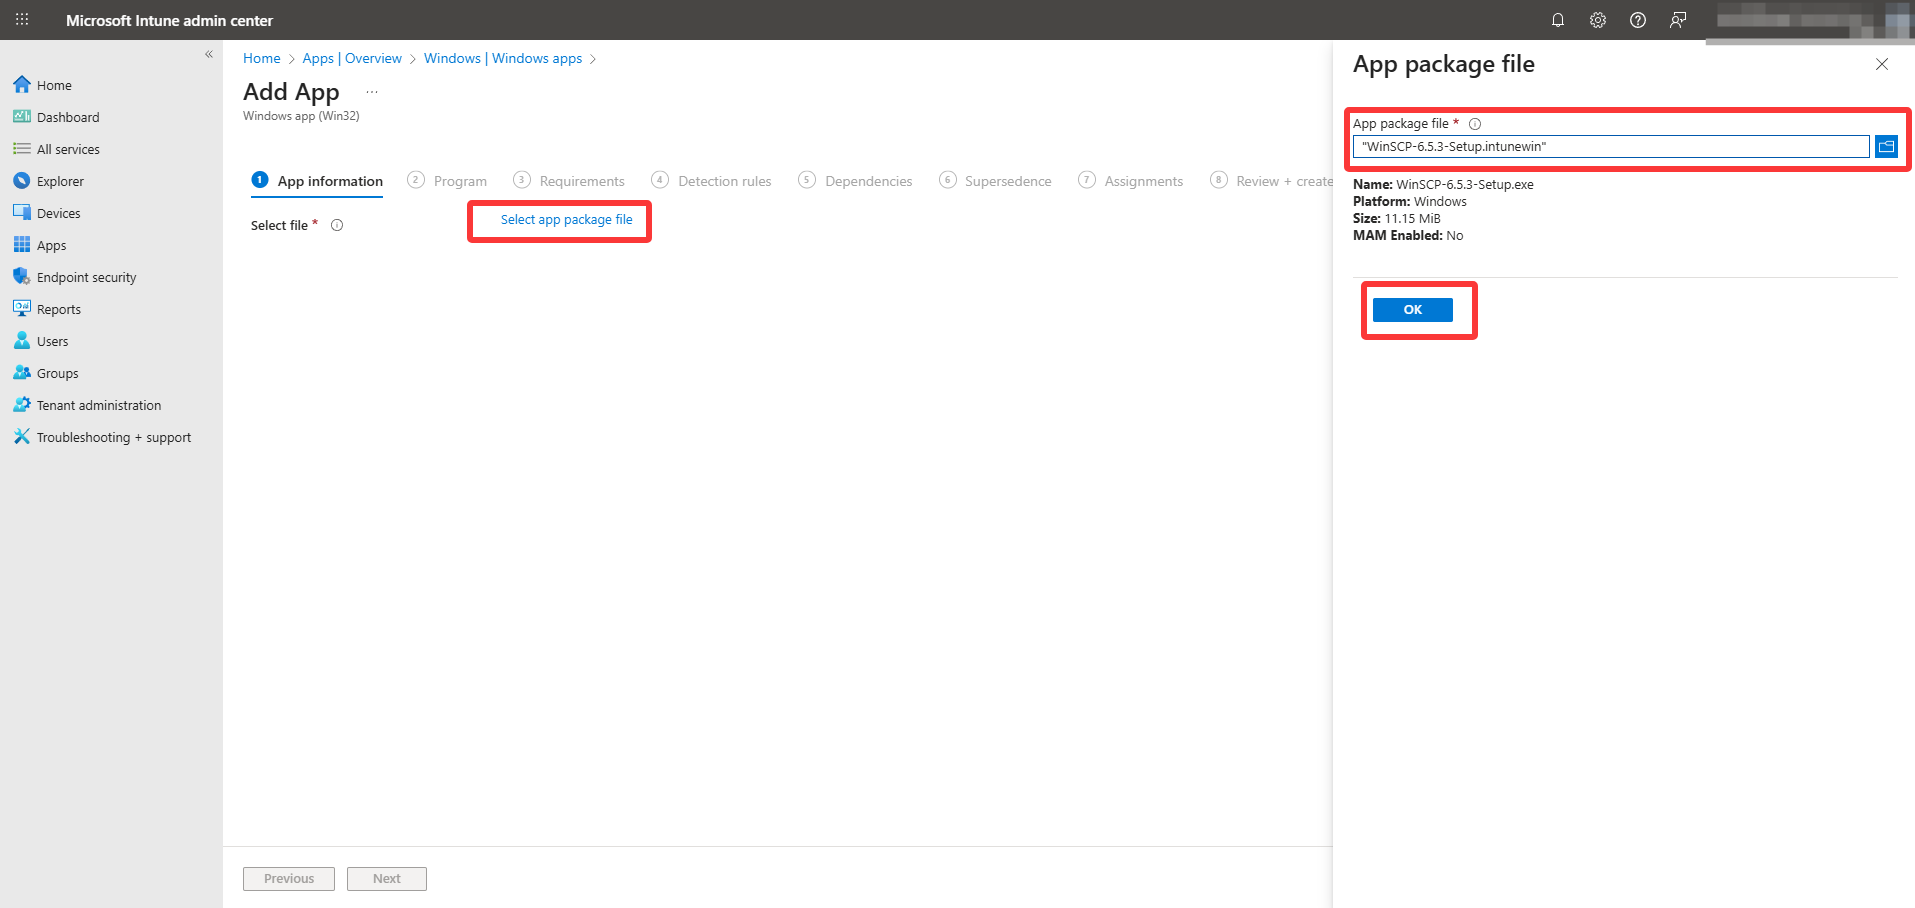 Microsoft Intune admin center
«
Home
Dashboard
All services
Explorer
Devices
Apps
Endpoint security
Reports
Users
Groups
Tenant administration
Troubleshooting + support
Home > Apps | Overview > Windows | Windows apps >
Add App ...
Windows app (Win32)
1 App information 2 Program 3 Requirements 4 Detection rules 5 Dependencies 6 Supersedence 7 Assignments 8 Review + create
Select file * Select app package file
Previous Next
App package file
App package file *
"WinSCP-6.5.3-Setup.intunewin"
Name: WinSCP-6.5.3-Setup.exe
Platform: Windows
Size: 11.15 MiB
MAM Enabled: No
OK